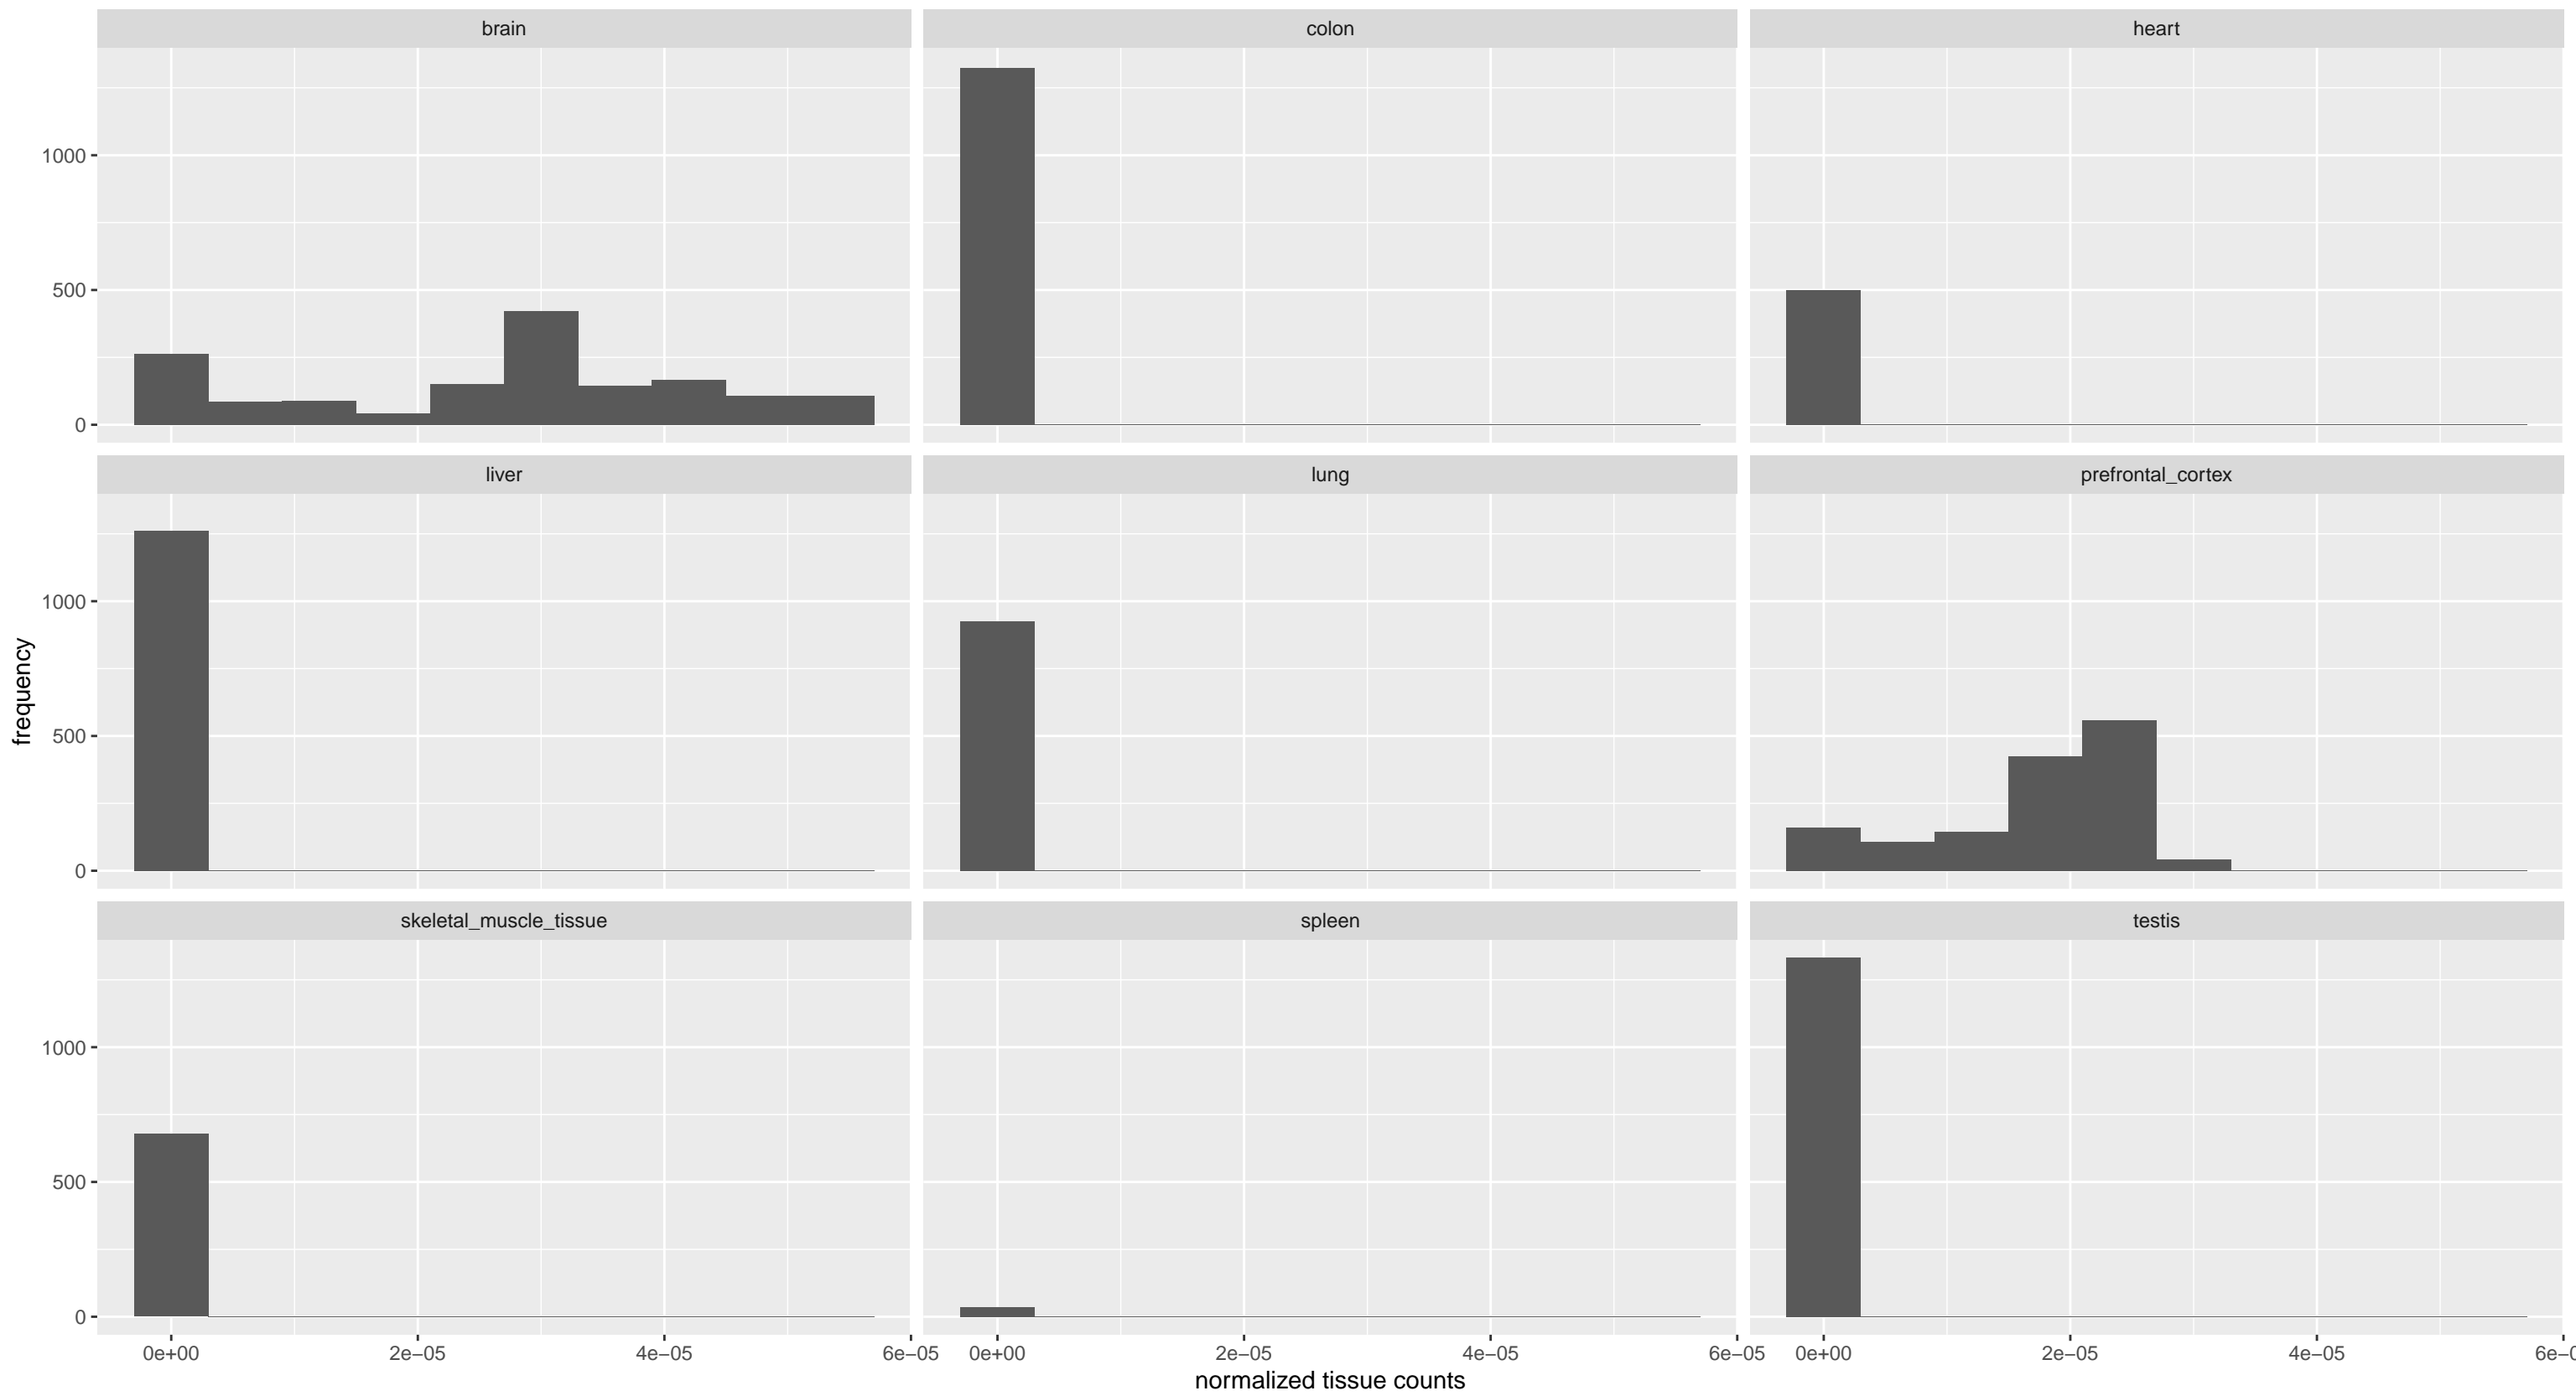 brain
colon
heart
1000
500
0
liver
lung
prefrontal_cortex
1000
500
0
frequency
skeletal_muscle_tissue
spleen
testis
1000
500
0
0e+00 2e−05 4e−05 6e−05
0e+00 2e−05 4e−05 6e−05
0e+00 2e−05 4e−05 6e−0
normalized tissue counts